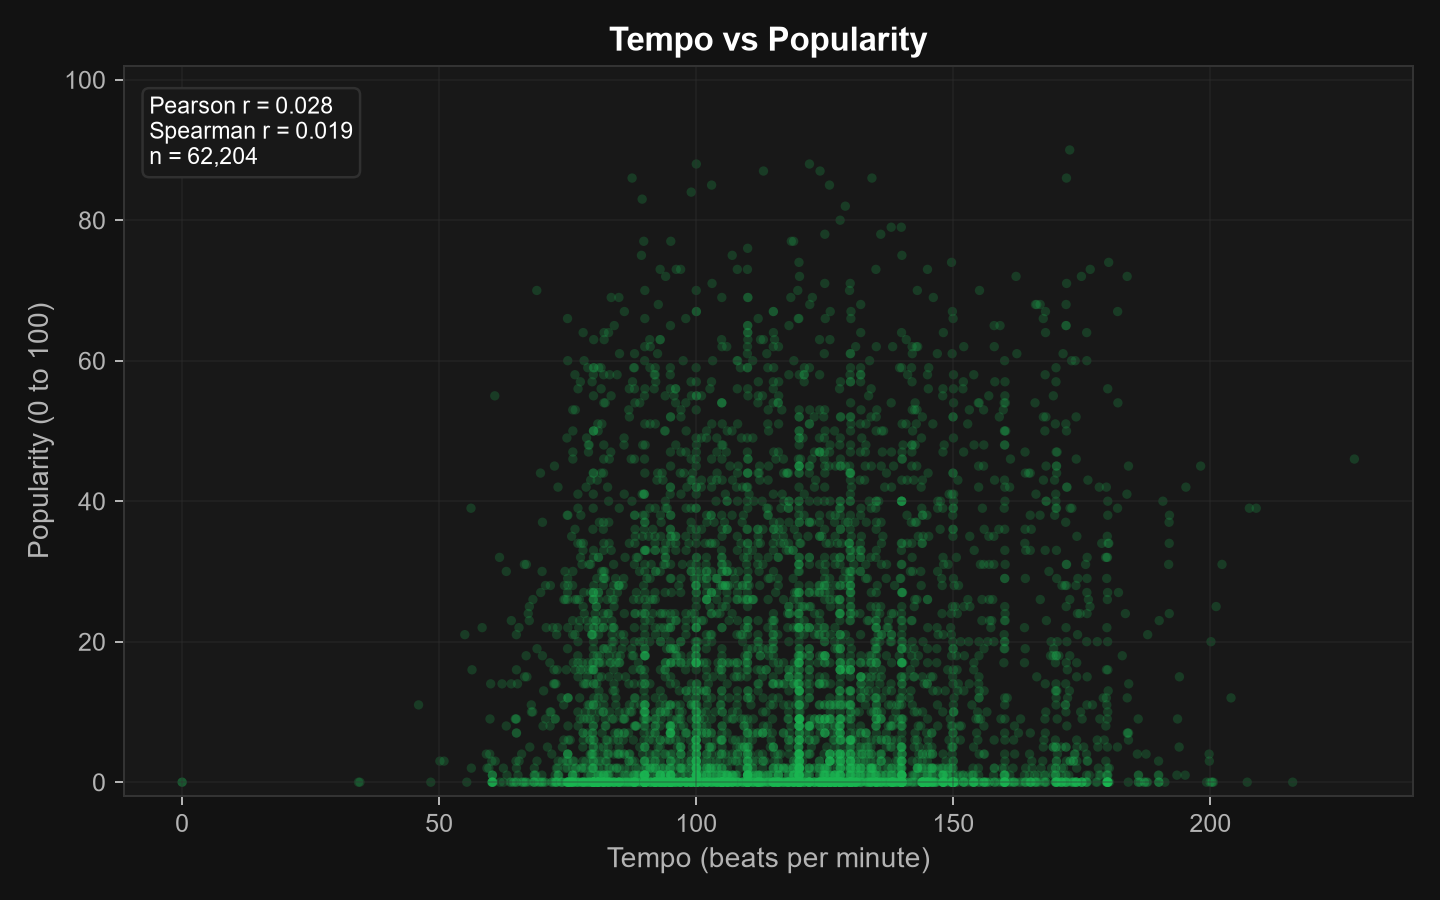 Tempo vs Popularity
Pearson r = 0.028
Spearman r = 0.019
n = 62,204
Popularity (0 to 100)
100
80
60
40
20
0
0
50
100
150
200
Tempo (beats per minute)